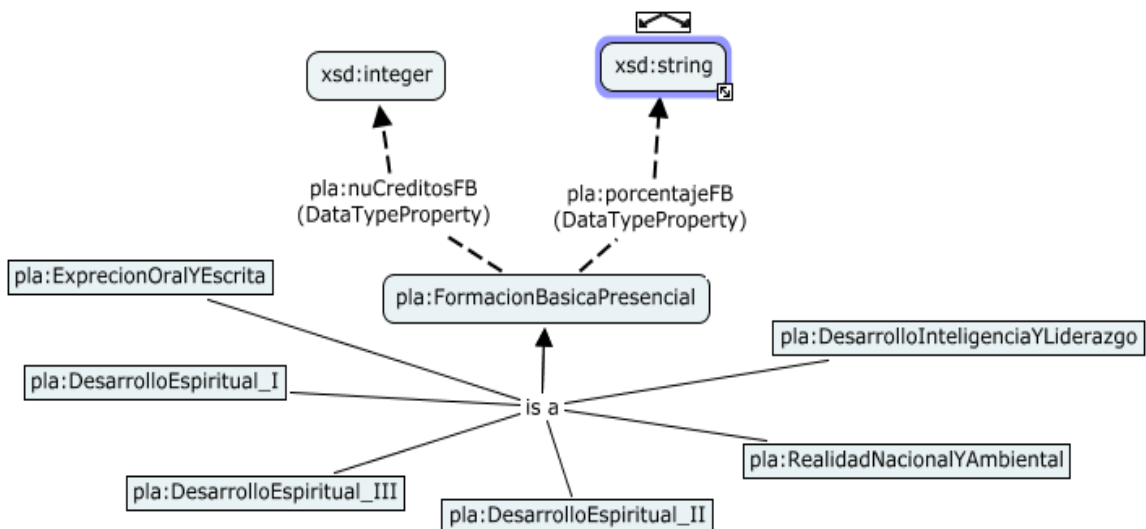 xsd:integer
xsd:string
pla:nuCreditosFB
(DataTypeProperty)
pla:porcentajeFB
(DataTypeProperty)
pla:ExprecionOralYEscrita
pla:FormacionBasicaPresencial
pla:DesarrolloInteligenciaYLiderazgo
pla:DesarrolloEspiritual_I
is a
pla:RealidadNacionalYAmbiental
pla:DesarrolloEspiritual_III
pla:DesarrolloEspiritual_II